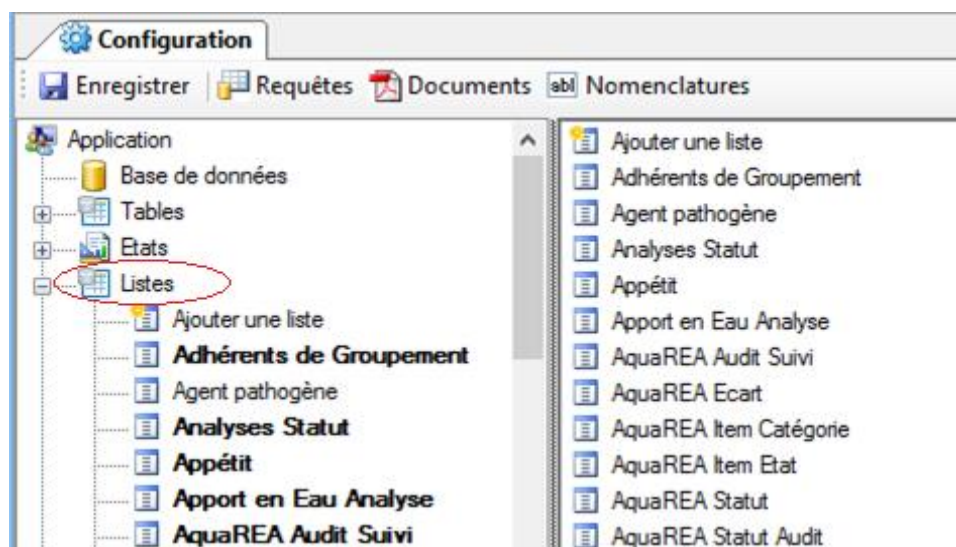 Configuration
Enregistrer Requêtes Documents abl Nomenclatures
Application
Base de données
Tables
Etats
Listes
Ajouter une liste
Adhérents de Groupement
Agent pathogène
Analyses Statut
Appétit
Apport en Eau Analyse
AquaREA Audit Suivi
Ajouter une liste
Adhérents de Groupement
Agent pathogène
Analyses Statut
Appétit
Apport en Eau Analyse
AquaREA Audit Suivi
AquaREA Ecart
AquaREA Item Catégorie
AquaREA Item Etat
AquaREA Statut
AquaREA Statut Audit